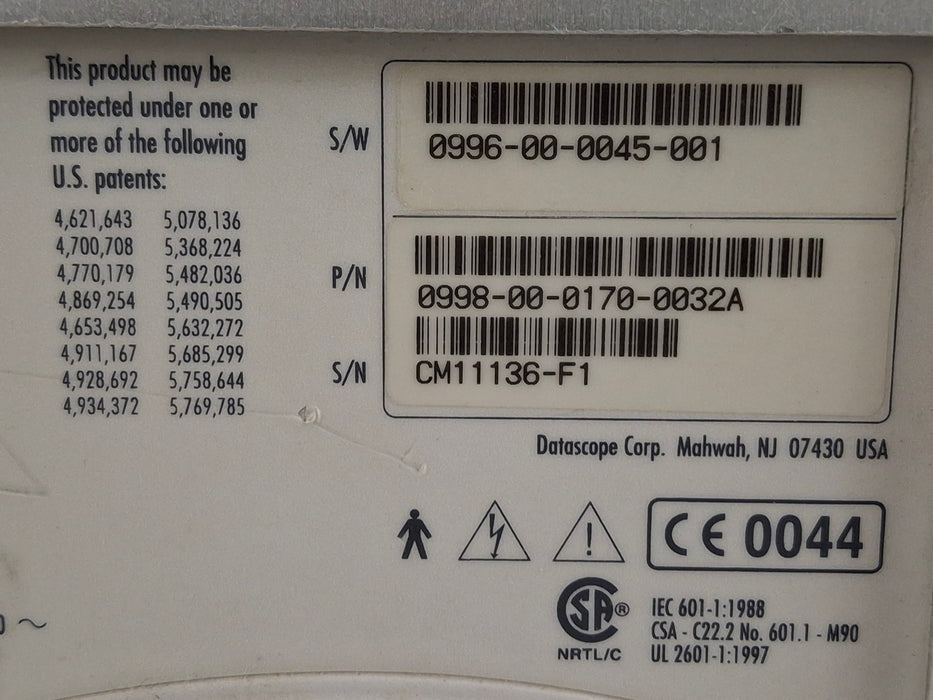 This product may be
protected under one or
more of the following
U.S. patents:
4,621,643 5,078,136
4,700,708 5,368,224
4,770,179 5,482,036
4,869,254 5,490,505
4,653,498 5,632,272
4,911,167 5,685,299
4,928,692 5,758,644
4,934,372 5,769,785
S/W 0996-00-0045-001
P/N 0998-00-0170-0032A
S/N CM11136-F1
Datascope Corp. Mahwah, NJ 07430 USA
CE 0044
SA®
NRTL/C
IEC 601-1:1988
CSA - C22.2 No. 601.1 - M90
UL 2601-1:1997